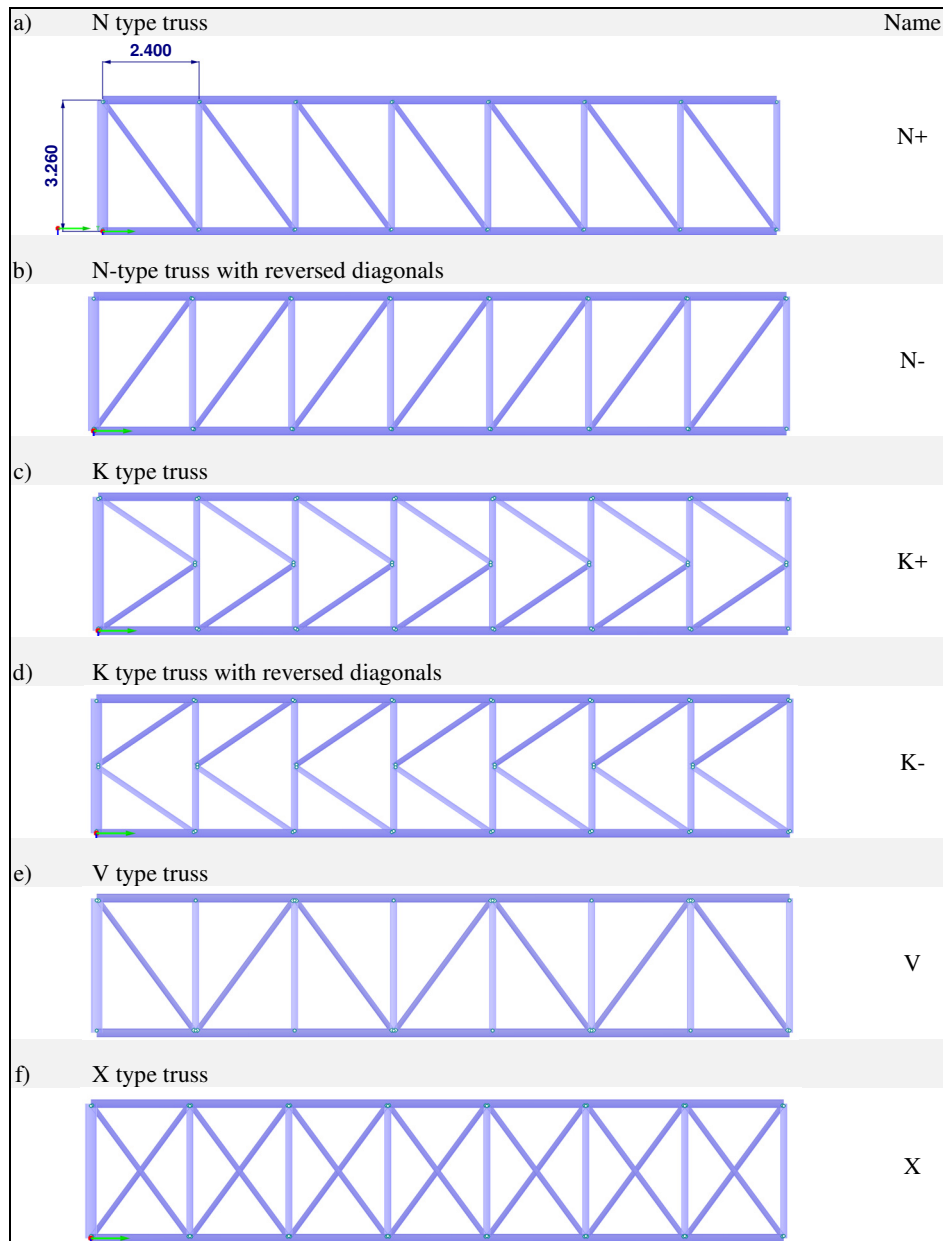 a) N type truss Name
2.400
3.260
N+
b) N-type truss with reversed diagonals
N-
c) K type truss
K+
d) K type truss with reversed diagonals
K-
e) V type truss
V
f) X type truss
X